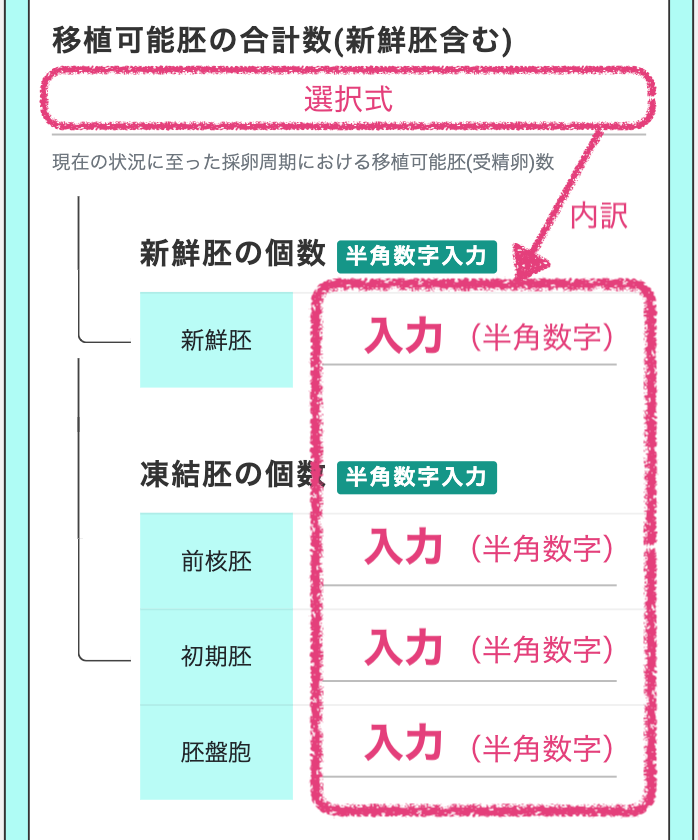 移植可能胚の合計数(新鮮胚含む)
選択式
現在の状況に至った採卵周期における移植可能胚(受精卵)数
内訳
新鮮胚の個数 半角数字入力
新鮮胚 入力 （半角数字）
凍結胚の個数 半角数字入力
前核胚 入力 （半角数字）
初期胚 入力 （半角数字）
胚盤胞 入力 （半角数字）